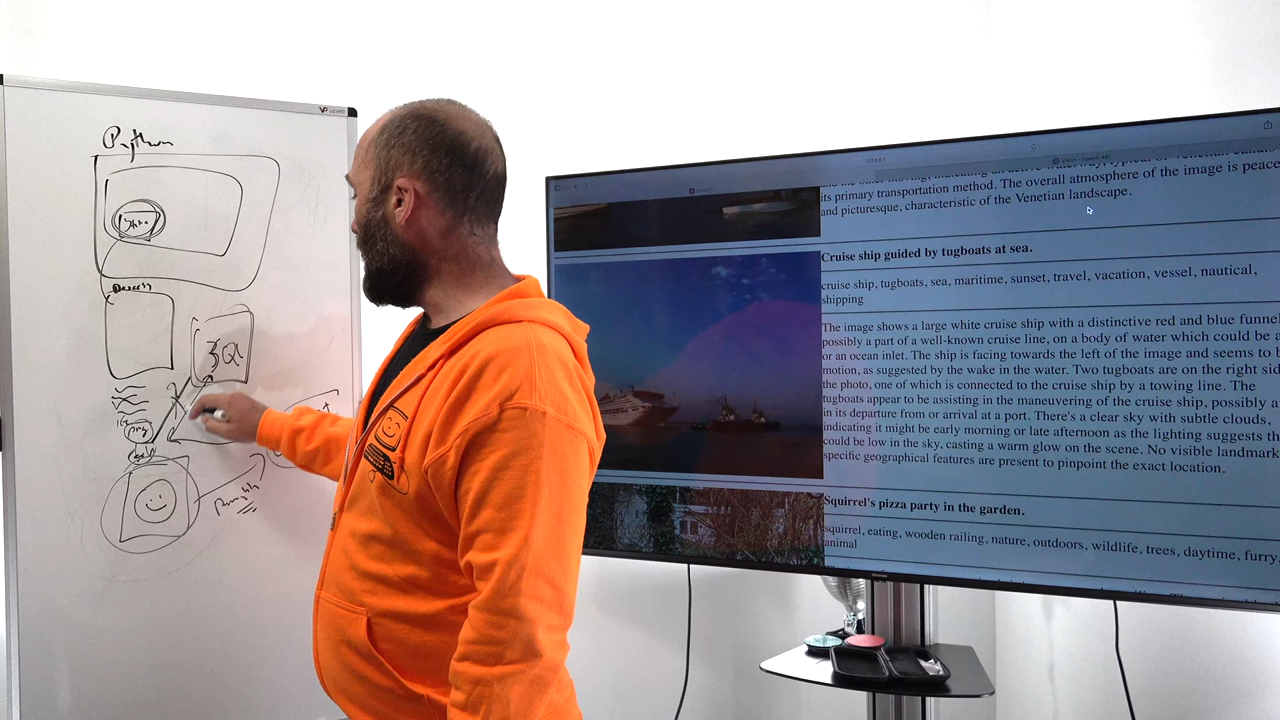 Python
127.0.0.1
Vision - OpenAI API
its primary transportation method. The overall atmosphere of the image is peace
and picturesque, characteristic of the Venetian landscape.
Cruise ship guided by tugboats at sea.
cruise ship, tugboats, sea, maritime, sunset, travel, vacation, vessel, nautical,
shipping
The image shows a large white cruise ship with a distinctive red and blue funnel
possibly a part of a well-known cruise line, on a body of water which could be a
or an ocean inlet. The ship is facing towards the left of the image and seems to b
motion, as suggested by the wake in the water. Two tugboats are on the right sid
the photo, one of which is connected to the cruise ship by a towing line. The
tugboats appear to be assisting in the maneuvering of the cruise ship, possibly a
in its departure from or arrival at a port. There's a clear sky with subtle clouds,
indicating it might be early morning or late afternoon as the lighting suggests th
could be low in the sky, casting a warm glow on the scene. No visible landmark
specific geographical features are present to pinpoint the exact location.
Squirrel's pizza party in the garden.
squirrel, eating, wooden railing, nature, outdoors, wildlife, trees, daytime, furry,
animal
Hisense